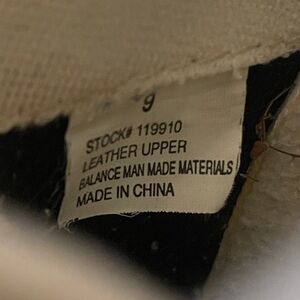 9
STOCK# 119910
LEATHER UPPER
BALANCE MAN MADE MATERIALS
MADE IN CHINA